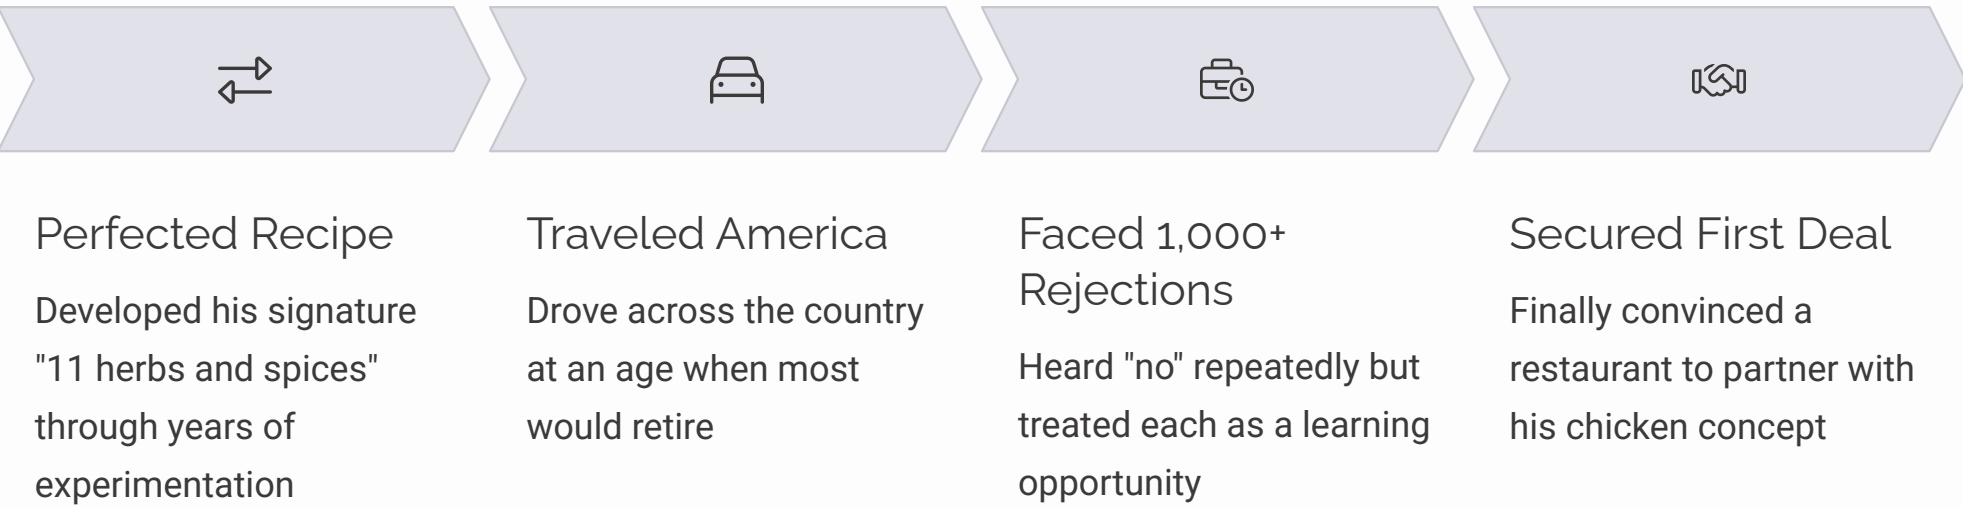 Perfected Recipe
Developed his signature
"11 herbs and spices"
through years of
experimentation
Traveled America
Drove across the country
at an age when most
would retire
Faced 1,000+
Rejections
Heard "no" repeatedly but
treated each as a learning
opportunity
Secured First Deal
Finally convinced a
restaurant to partner with
his chicken concept